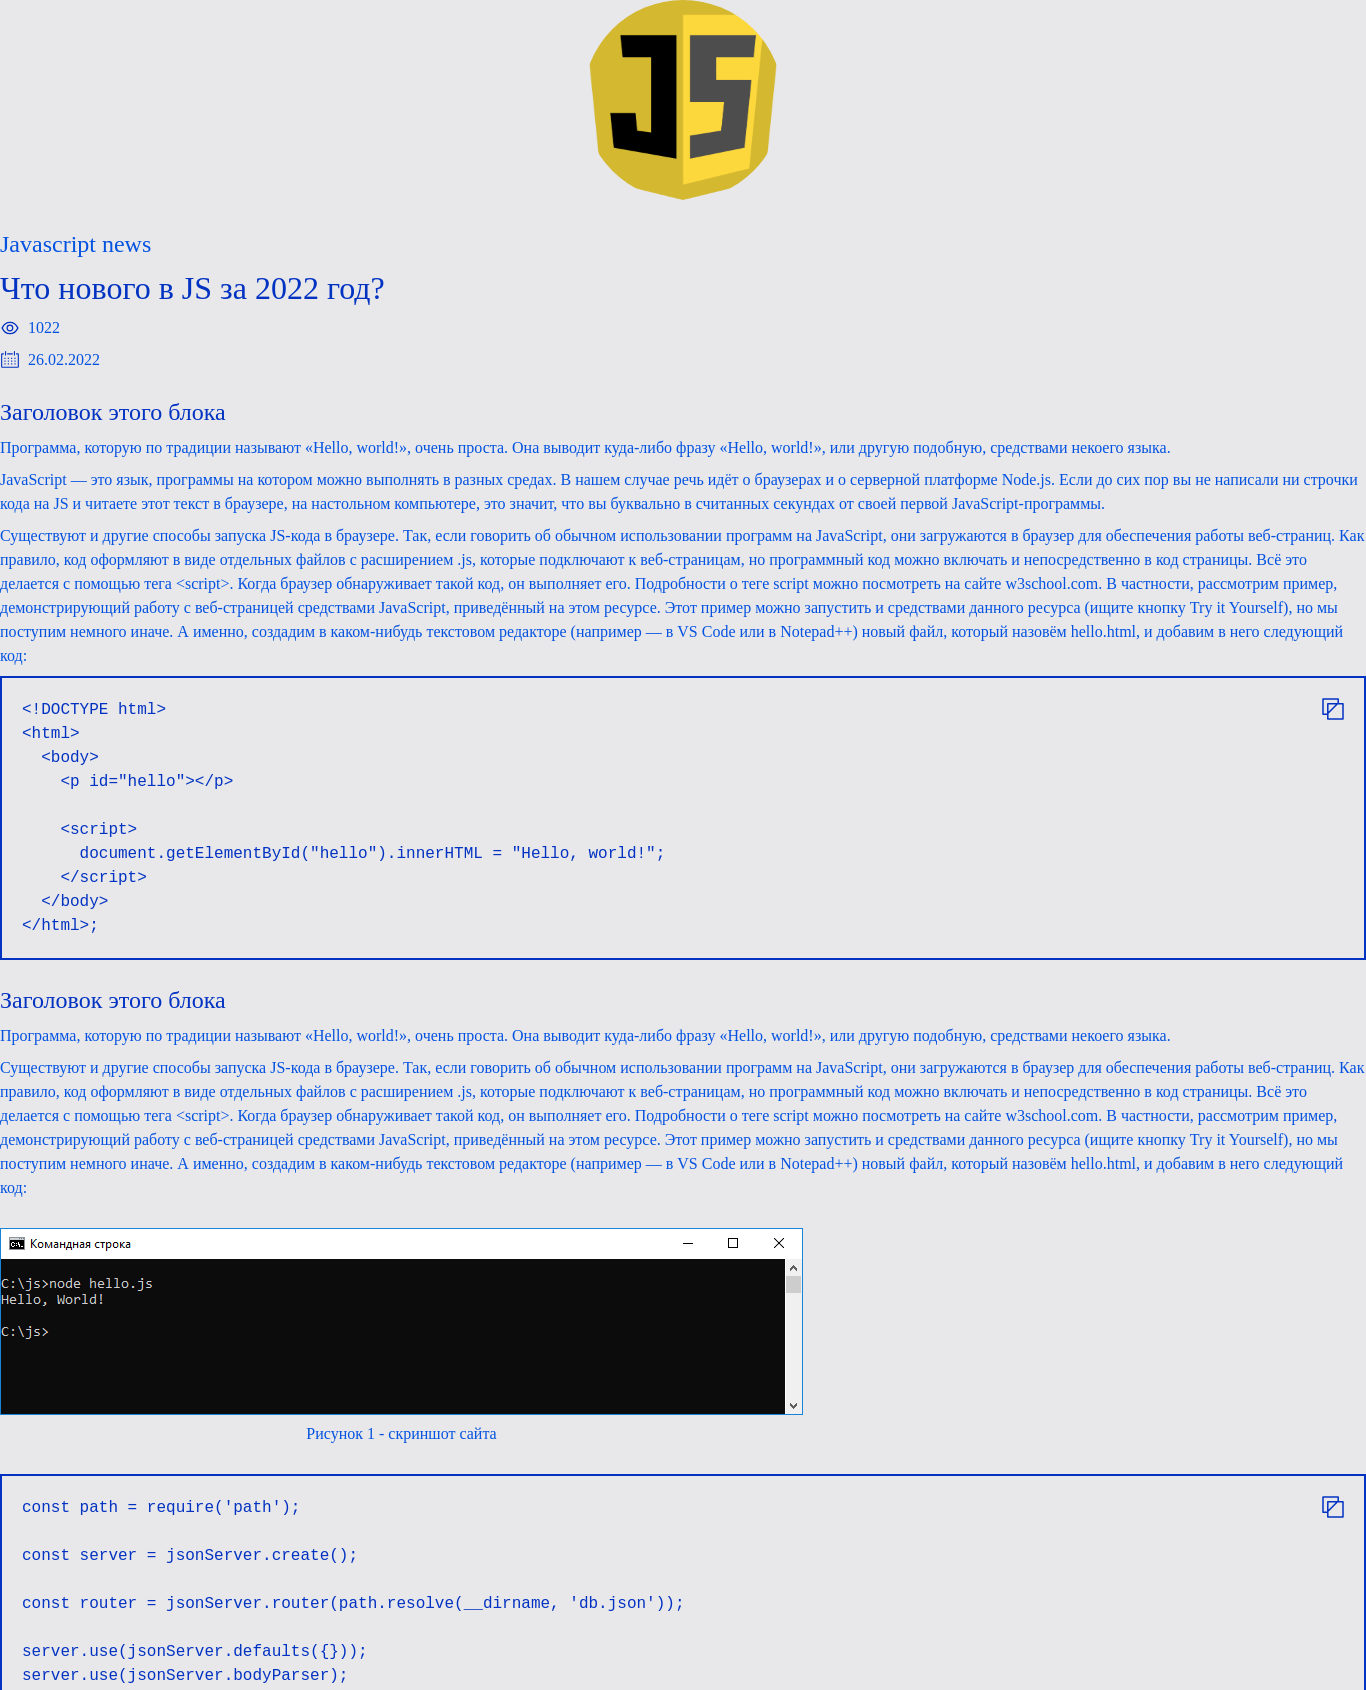 JS
Javascript news
Что нового в JS за 2022 год?
1022
26.02.2022
Заголовок этого блока
Программа, которую по традиции называют «Hello, world!», очень проста. Она выводит куда-либо фразу «Hello, world!», или другую подобную, средствами некоего языка.
JavaScript — это язык, программы на котором можно выполнять в разных средах. В нашем случае речь идёт о браузерах и о серверной платформе Node.js. Если до сих пор вы не написали ни строчки
кода на JS и читаете этот текст в браузере, на настольном компьютере, это значит, что вы буквально в считанных секундах от своей первой JavaScript-программы.
Существуют и другие способы запуска JS-кода в браузере. Так, если говорить об обычном использовании программ на JavaScript, они загружаются в браузер для обеспечения работы веб-страниц. Как
правило, код оформляют в виде отдельных файлов с расширением .js, которые подключают к веб-страницам, но программный код можно включать и непосредственно в код страницы. Всё это
делается с помощью тега <script>. Когда браузер обнаруживает такой код, он выполняет его. Подробности о теге script можно посмотреть на сайте w3school.com. В частности, рассмотрим пример,
демонстрирующий работу с веб-страницей средствами JavaScript, приведённый на этом ресурсе. Этот пример можно запустить и средствами данного ресурса (ищите кнопку Try it Yourself), но мы
поступим немного иначе. А именно, создадим в каком-нибудь текстовом редакторе (например — в VS Code или в Notepad++) новый файл, который назовём hello.html, и добавим в него следующий
код:
<!DOCTYPE html>
<html>
  <body>
    <p id="hello"></p>

    <script>
      document.getElementById("hello").innerHTML = "Hello, world!";
    </script>
  </body>
</html>;
Заголовок этого блока
Программа, которую по традиции называют «Hello, world!», очень проста. Она выводит куда-либо фразу «Hello, world!», или другую подобную, средствами некоего языка.
Существуют и другие способы запуска JS-кода в браузере. Так, если говорить об обычном использовании программ на JavaScript, они загружаются в браузер для обеспечения работы веб-страниц. Как
правило, код оформляют в виде отдельных файлов с расширением .js, которые подключают к веб-страницам, но программный код можно включать и непосредственно в код страницы. Всё это
делается с помощью тега <script>. Когда браузер обнаруживает такой код, он выполняет его. Подробности о теге script можно посмотреть на сайте w3school.com. В частности, рассмотрим пример,
демонстрирующий работу с веб-страницей средствами JavaScript, приведённый на этом ресурсе. Этот пример можно запустить и средствами данного ресурса (ищите кнопку Try it Yourself), но мы
поступим немного иначе. А именно, создадим в каком-нибудь текстовом редакторе (например — в VS Code или в Notepad++) новый файл, который назовём hello.html, и добавим в него следующий
код:
Командная строка
C:\js>node hello.js
Hello, World!
C:\js>
Рисунок 1 - скриншот сайта
const path = require('path');

const server = jsonServer.create();

const router = jsonServer.router(path.resolve(__dirname, 'db.json'));

server.use(jsonServer.defaults({}));
server.use(jsonServer.bodyParser);